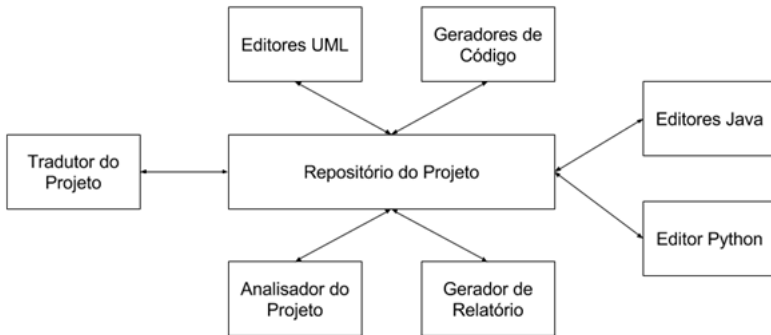 Editores UML
Geradores de
Código
Editores Java
Tradutor do
Projeto
Repositório do Projeto
Editor Python
Analisador do
Projeto
Gerador de
Relatório